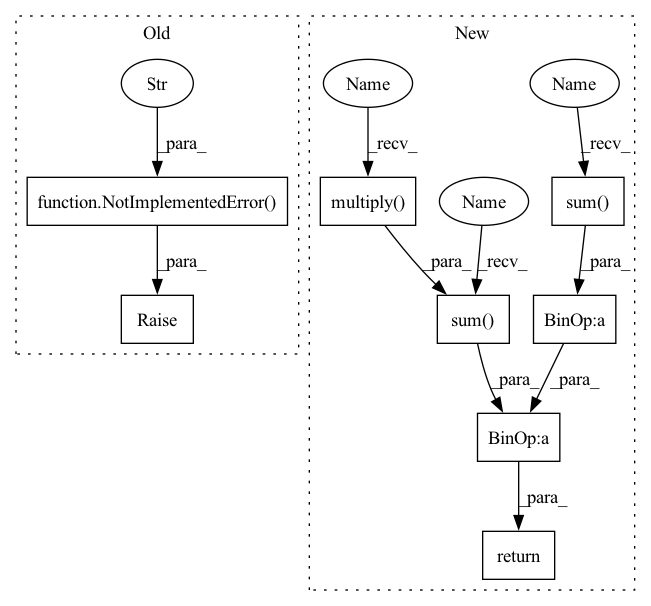 Old
New
Str
Name
Name
_para_
_recv_
_recv_
function.NotImplementedError()
multiply()
Name
sum()
_para_
_para_
_recv_
_para_
Raise
sum()
BinOp:a
_para_
_para_
BinOp:a
_para_
return